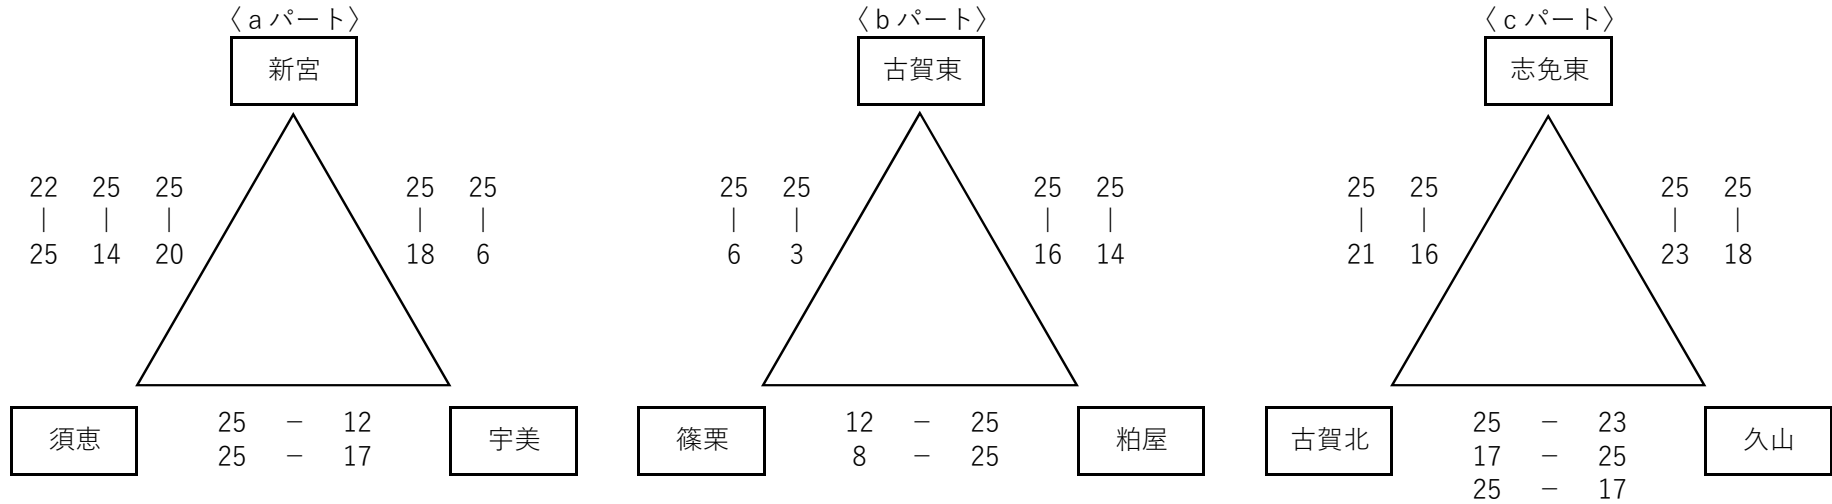 〈ａパート〉
新宮
22 25 25
| | |
25 14 20
25 25
| |
18 6
須恵
25 － 12
25 － 17
宇美
〈ｂパート〉
古賀東
25 25
| |
6 3
25 25
| |
16 14
篠栗
12 － 25
8 － 25
粕屋
〈ｃパート〉
志免東
25 25
| |
21 16
25 25
| |
23 18
古賀北
25 － 23
17 － 25
25 － 17
久山